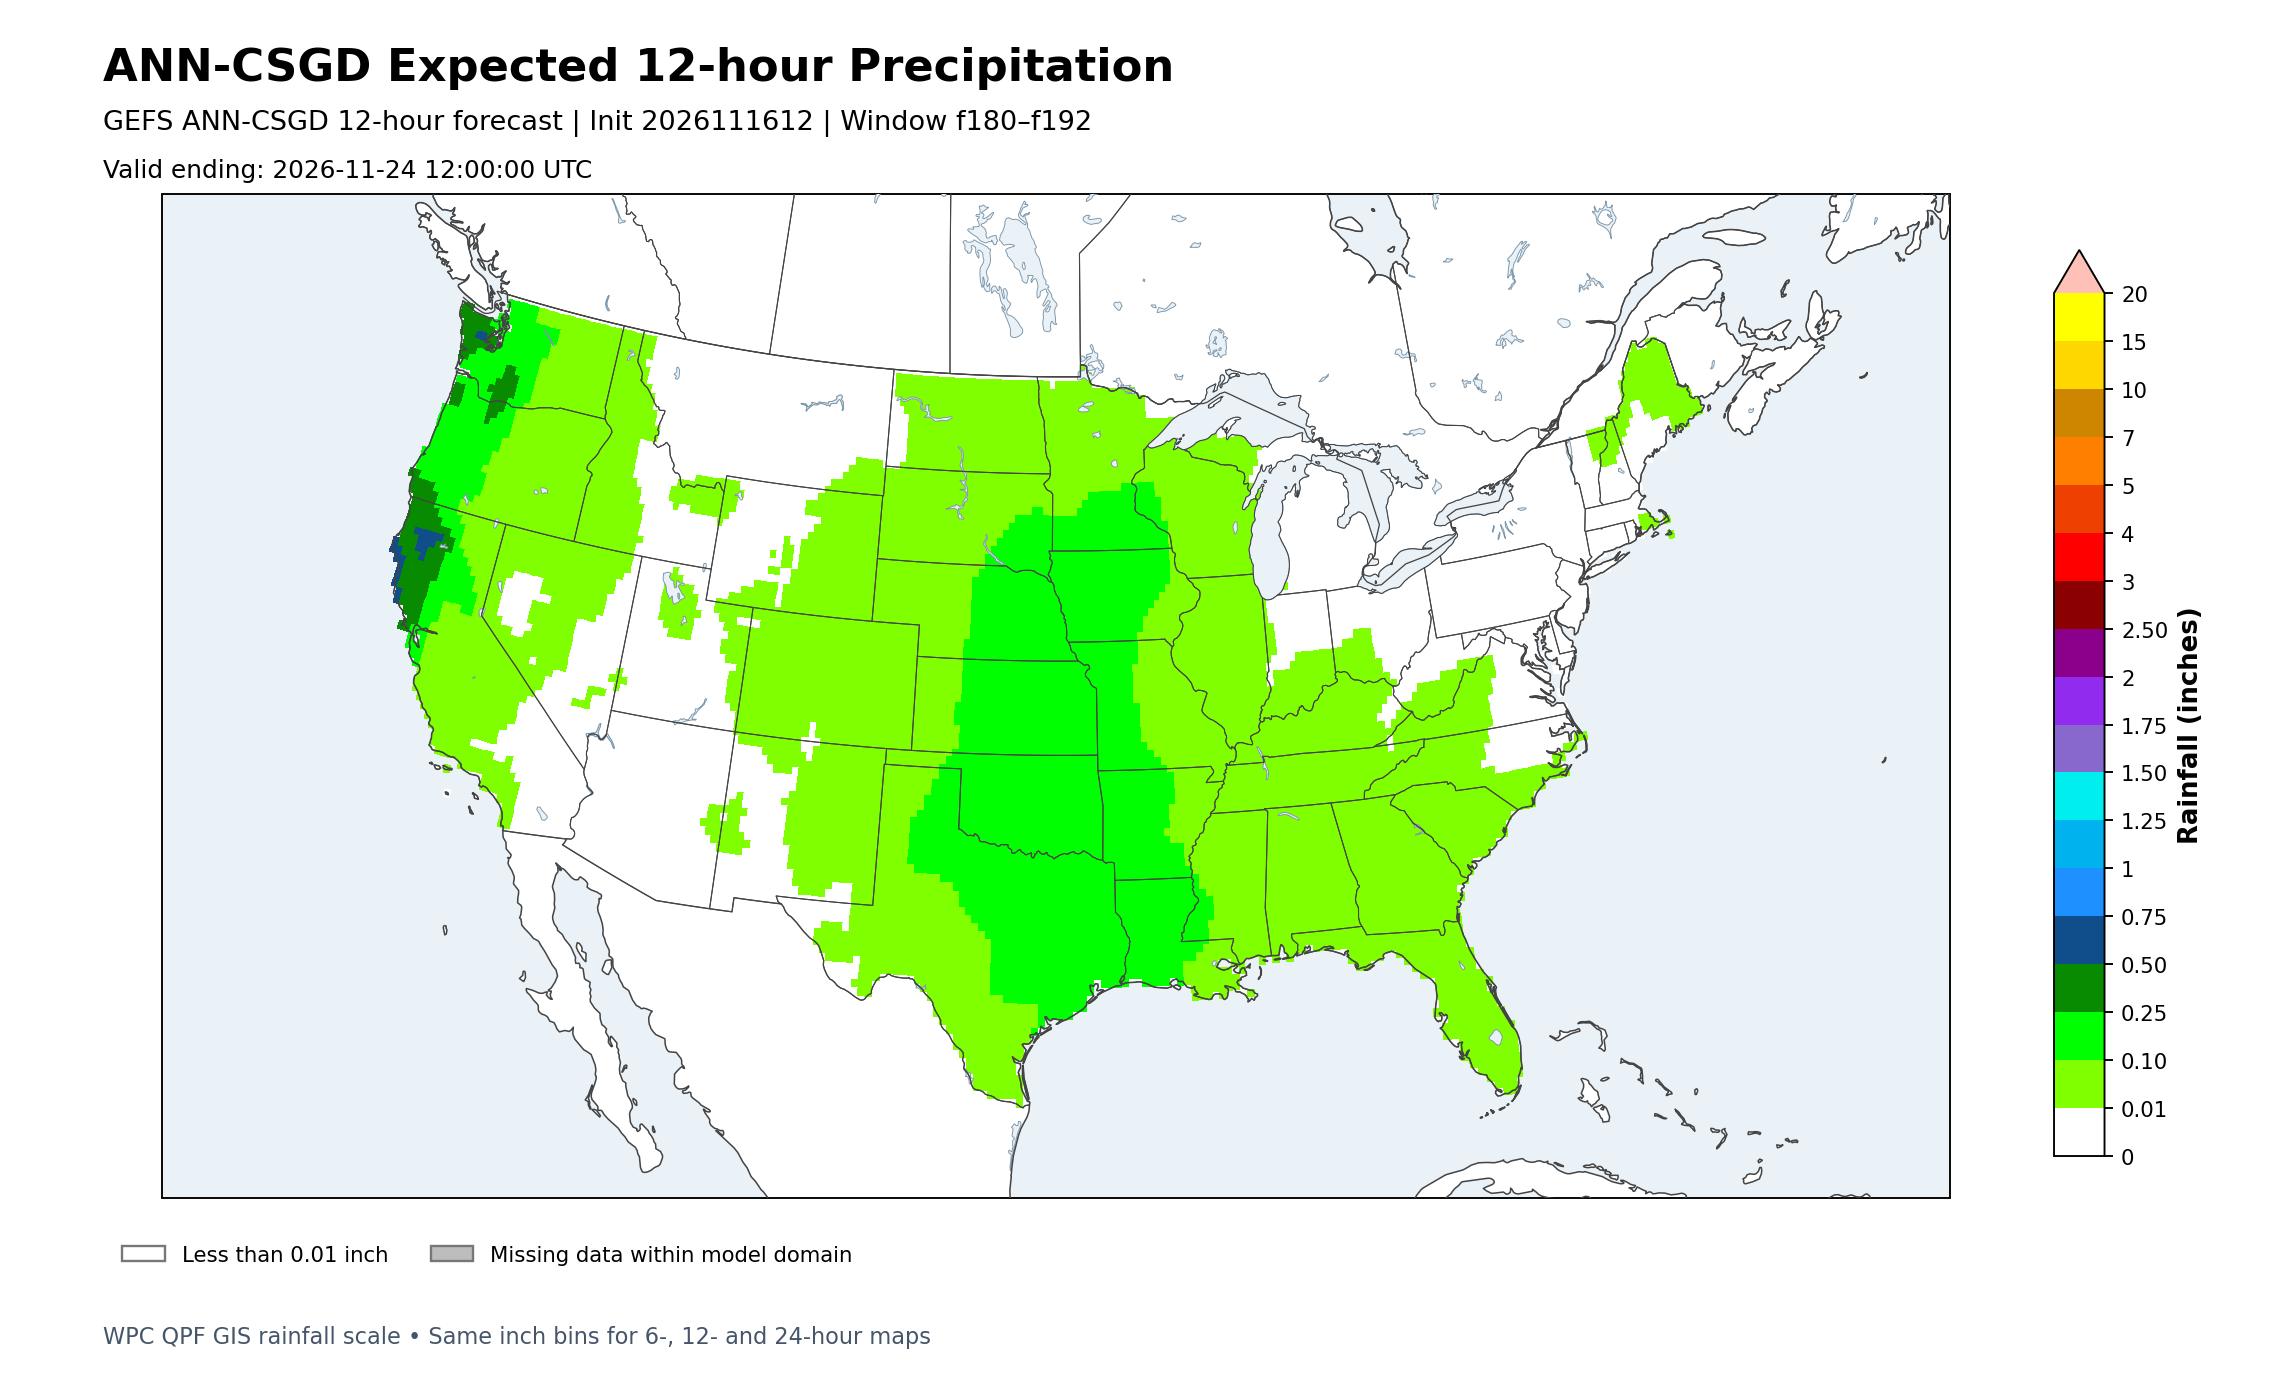 ANN-CSGD Expected 12-hour Precipitation
GEFS ANN-CSGD 12-hour forecast | Init 2026111612 | Window f180–f192
Valid ending: 2026-11-24 12:00:00 UTC
20
15
10
7
5
4
3
2.50
2
1.75
1.50
1.25
1
0.75
0.50
0.25
0.10
0.01
0
Rainfall (inches)
Less than 0.01 inch
Missing data within model domain
WPC QPF GIS rainfall scale • Same inch bins for 6-, 12- and 24-hour maps